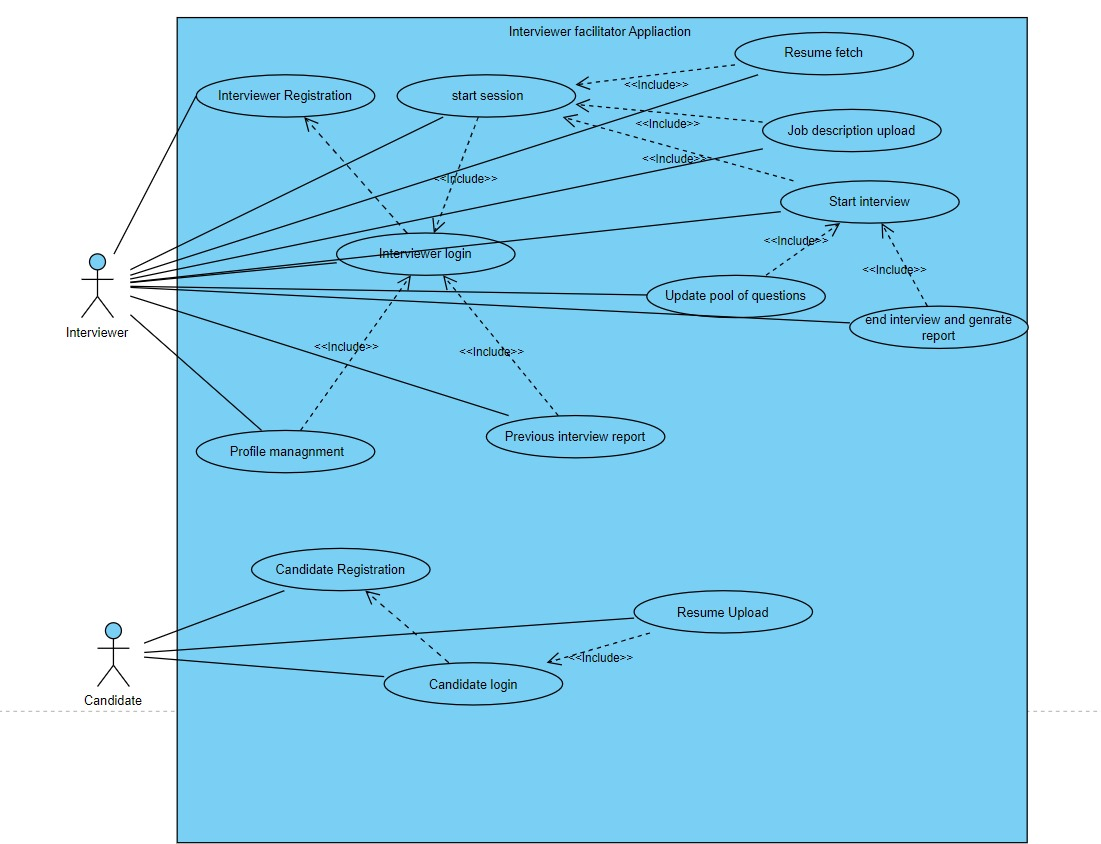 Interviewer facilitator Appliaction
Resume fetch
<<Include>>
Interviewer Registration
start session
<<Include>>
Job description upload
<<Include>>
<<Include>>
Start interview
<<Include>>
Interviewer login
<<Include>>
Update pool of questions
end interview and genrate
report
Interviewer
<<Include>>
<<Include>>
Previous interview report
Profile managnment
Candidate Registration
Resume Upload
<<Include>>
Candidate login
Candidate